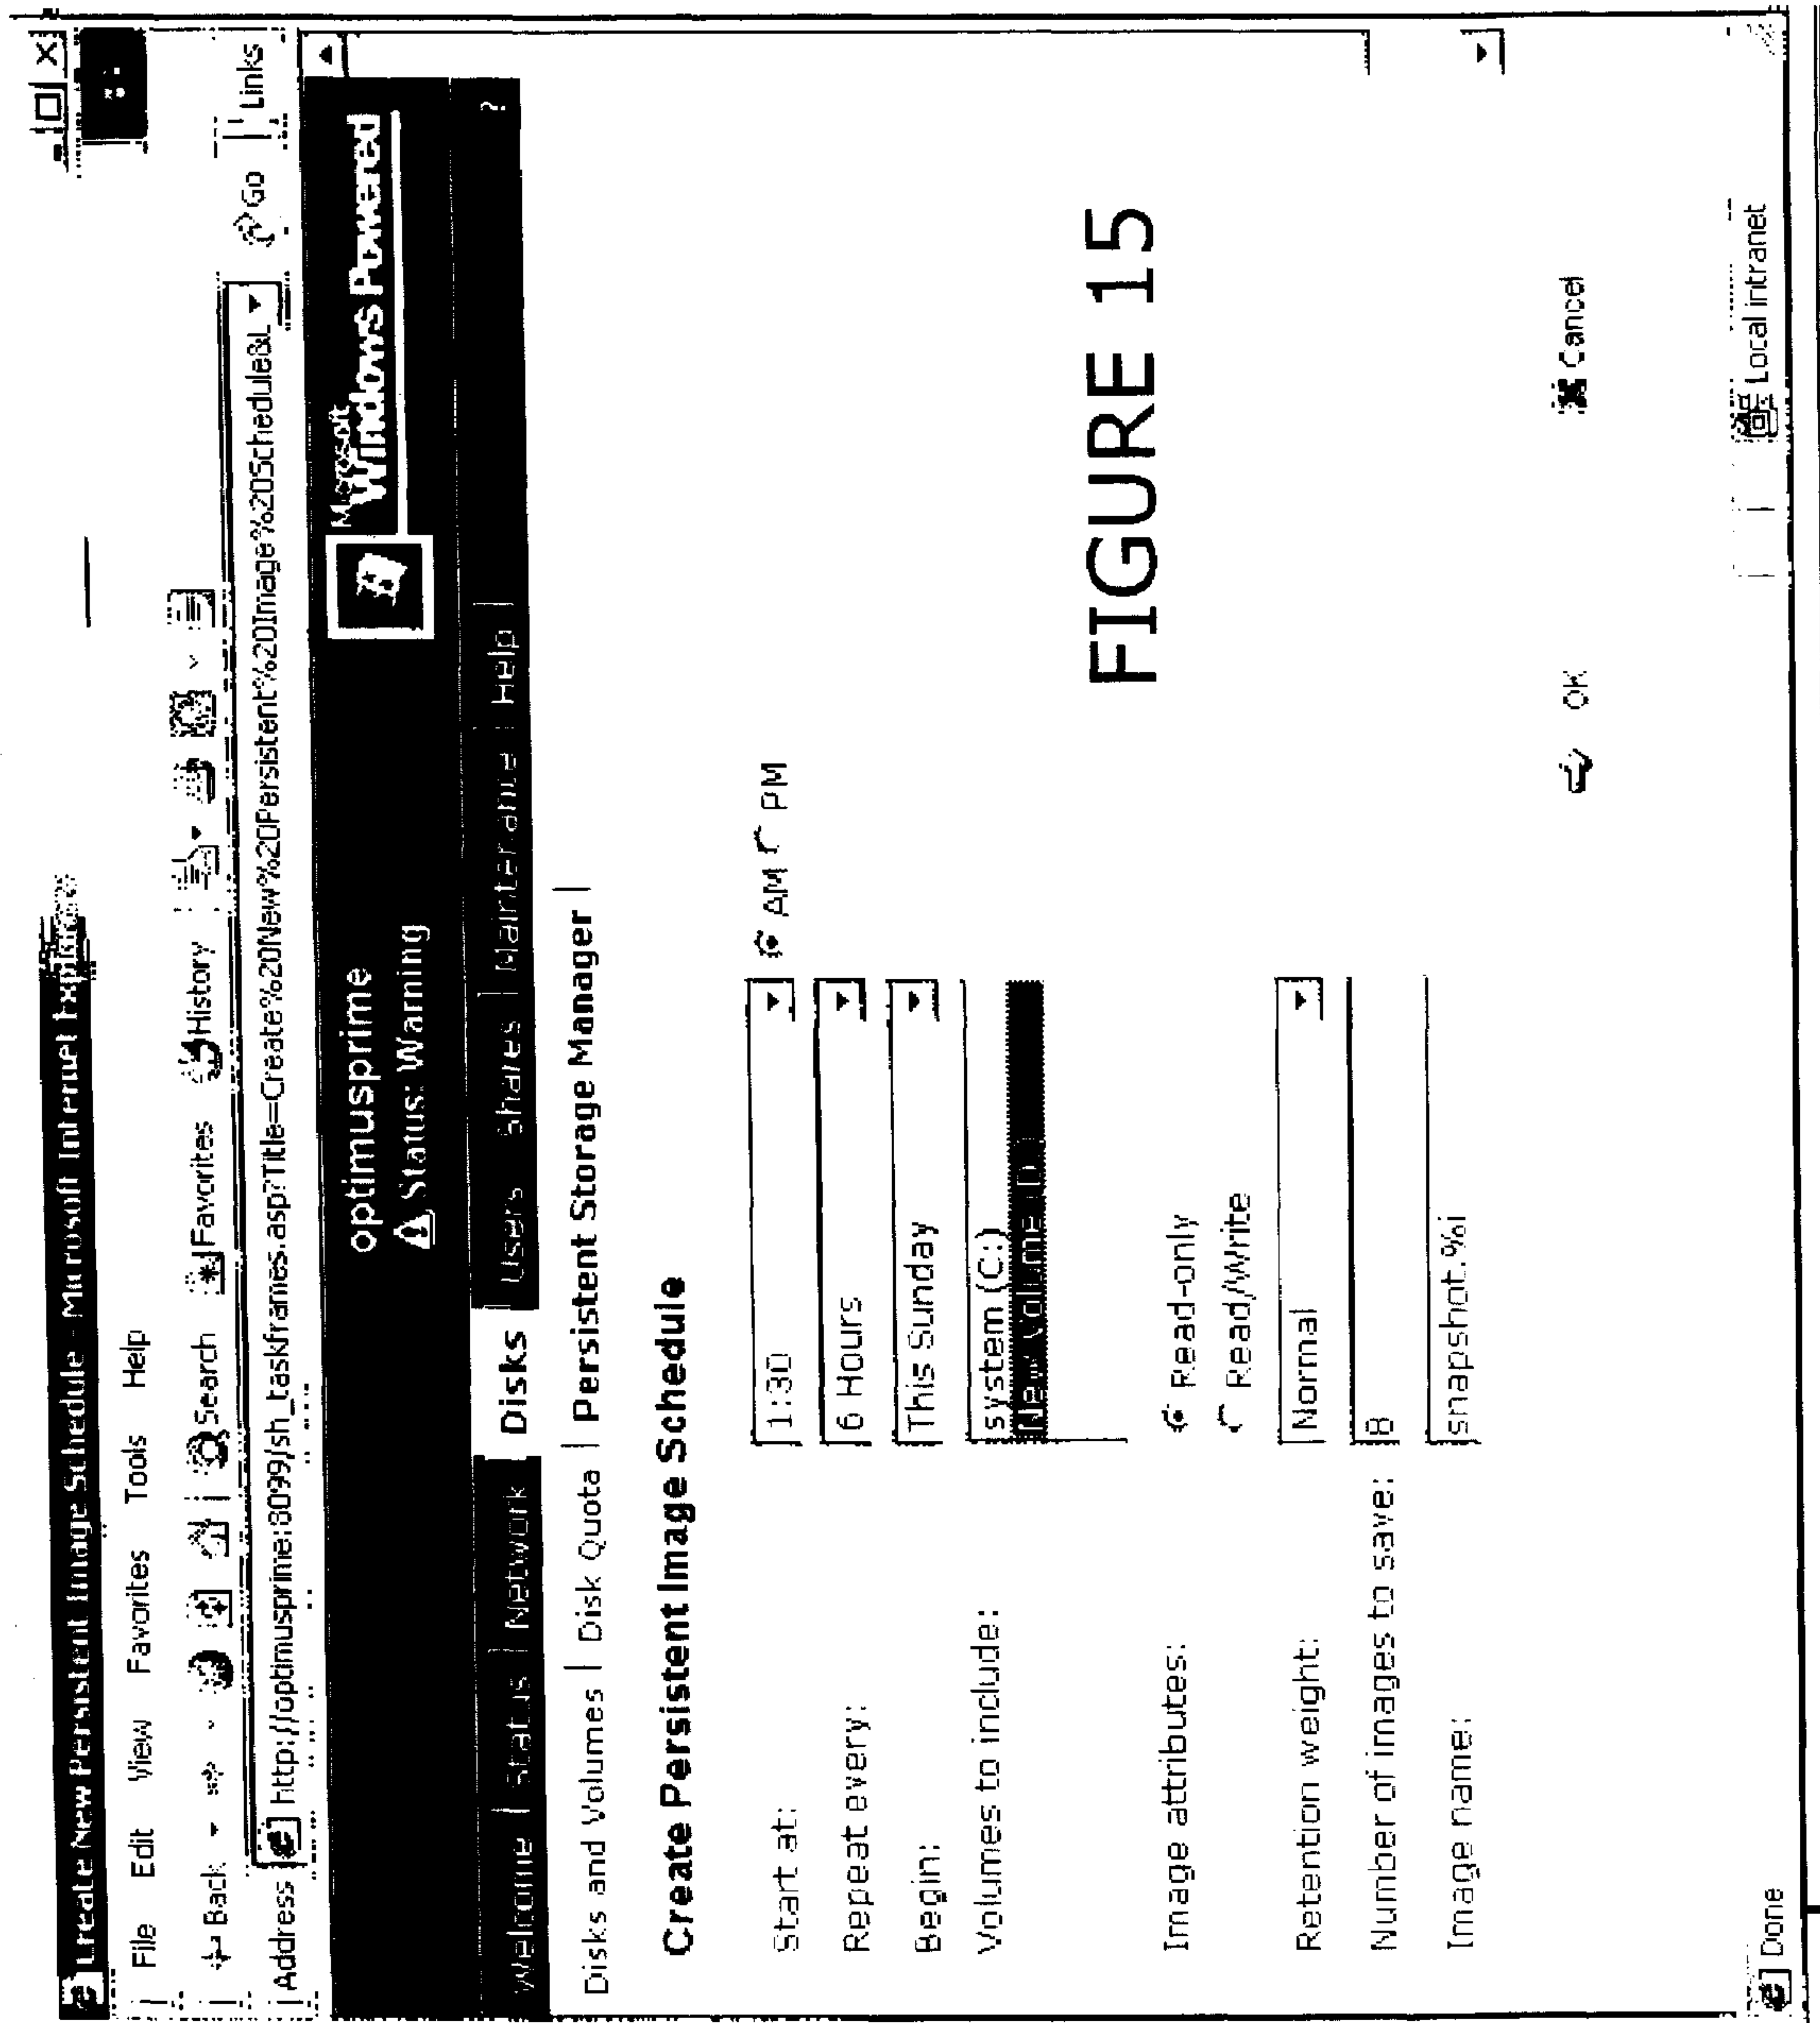 Create New Persistent Image Schedule - Microsoft Internet Explorer
File Edit View Favorites Tools Help
Back Search Favorites History
Address http://optimusprime:8099/sh_taskframes.asp?Title=Create%20New%20Persistent%20Image%20Schedule&L Go Links
optimusprime
Status: Warning
Microsoft
Windows Powered
Welcome | Status | Network | Disks | Users | Shares | Maintenance | Help | ?
Disks and Volumes | Disk Quota | Persistent Storage Manager |
Create Persistent Image Schedule
Start at: 1:30 AM PM
Repeat every: 6 Hours
Begin: This Sunday
Volumes to include: system (C:)
New Volume (D:)
Image attributes: Read-only
Read/Write
Retention weight: Normal
Number of images to save: 8
Image name: snapshot.%i
FIGURE 15
OK Cancel
Done Local intranet